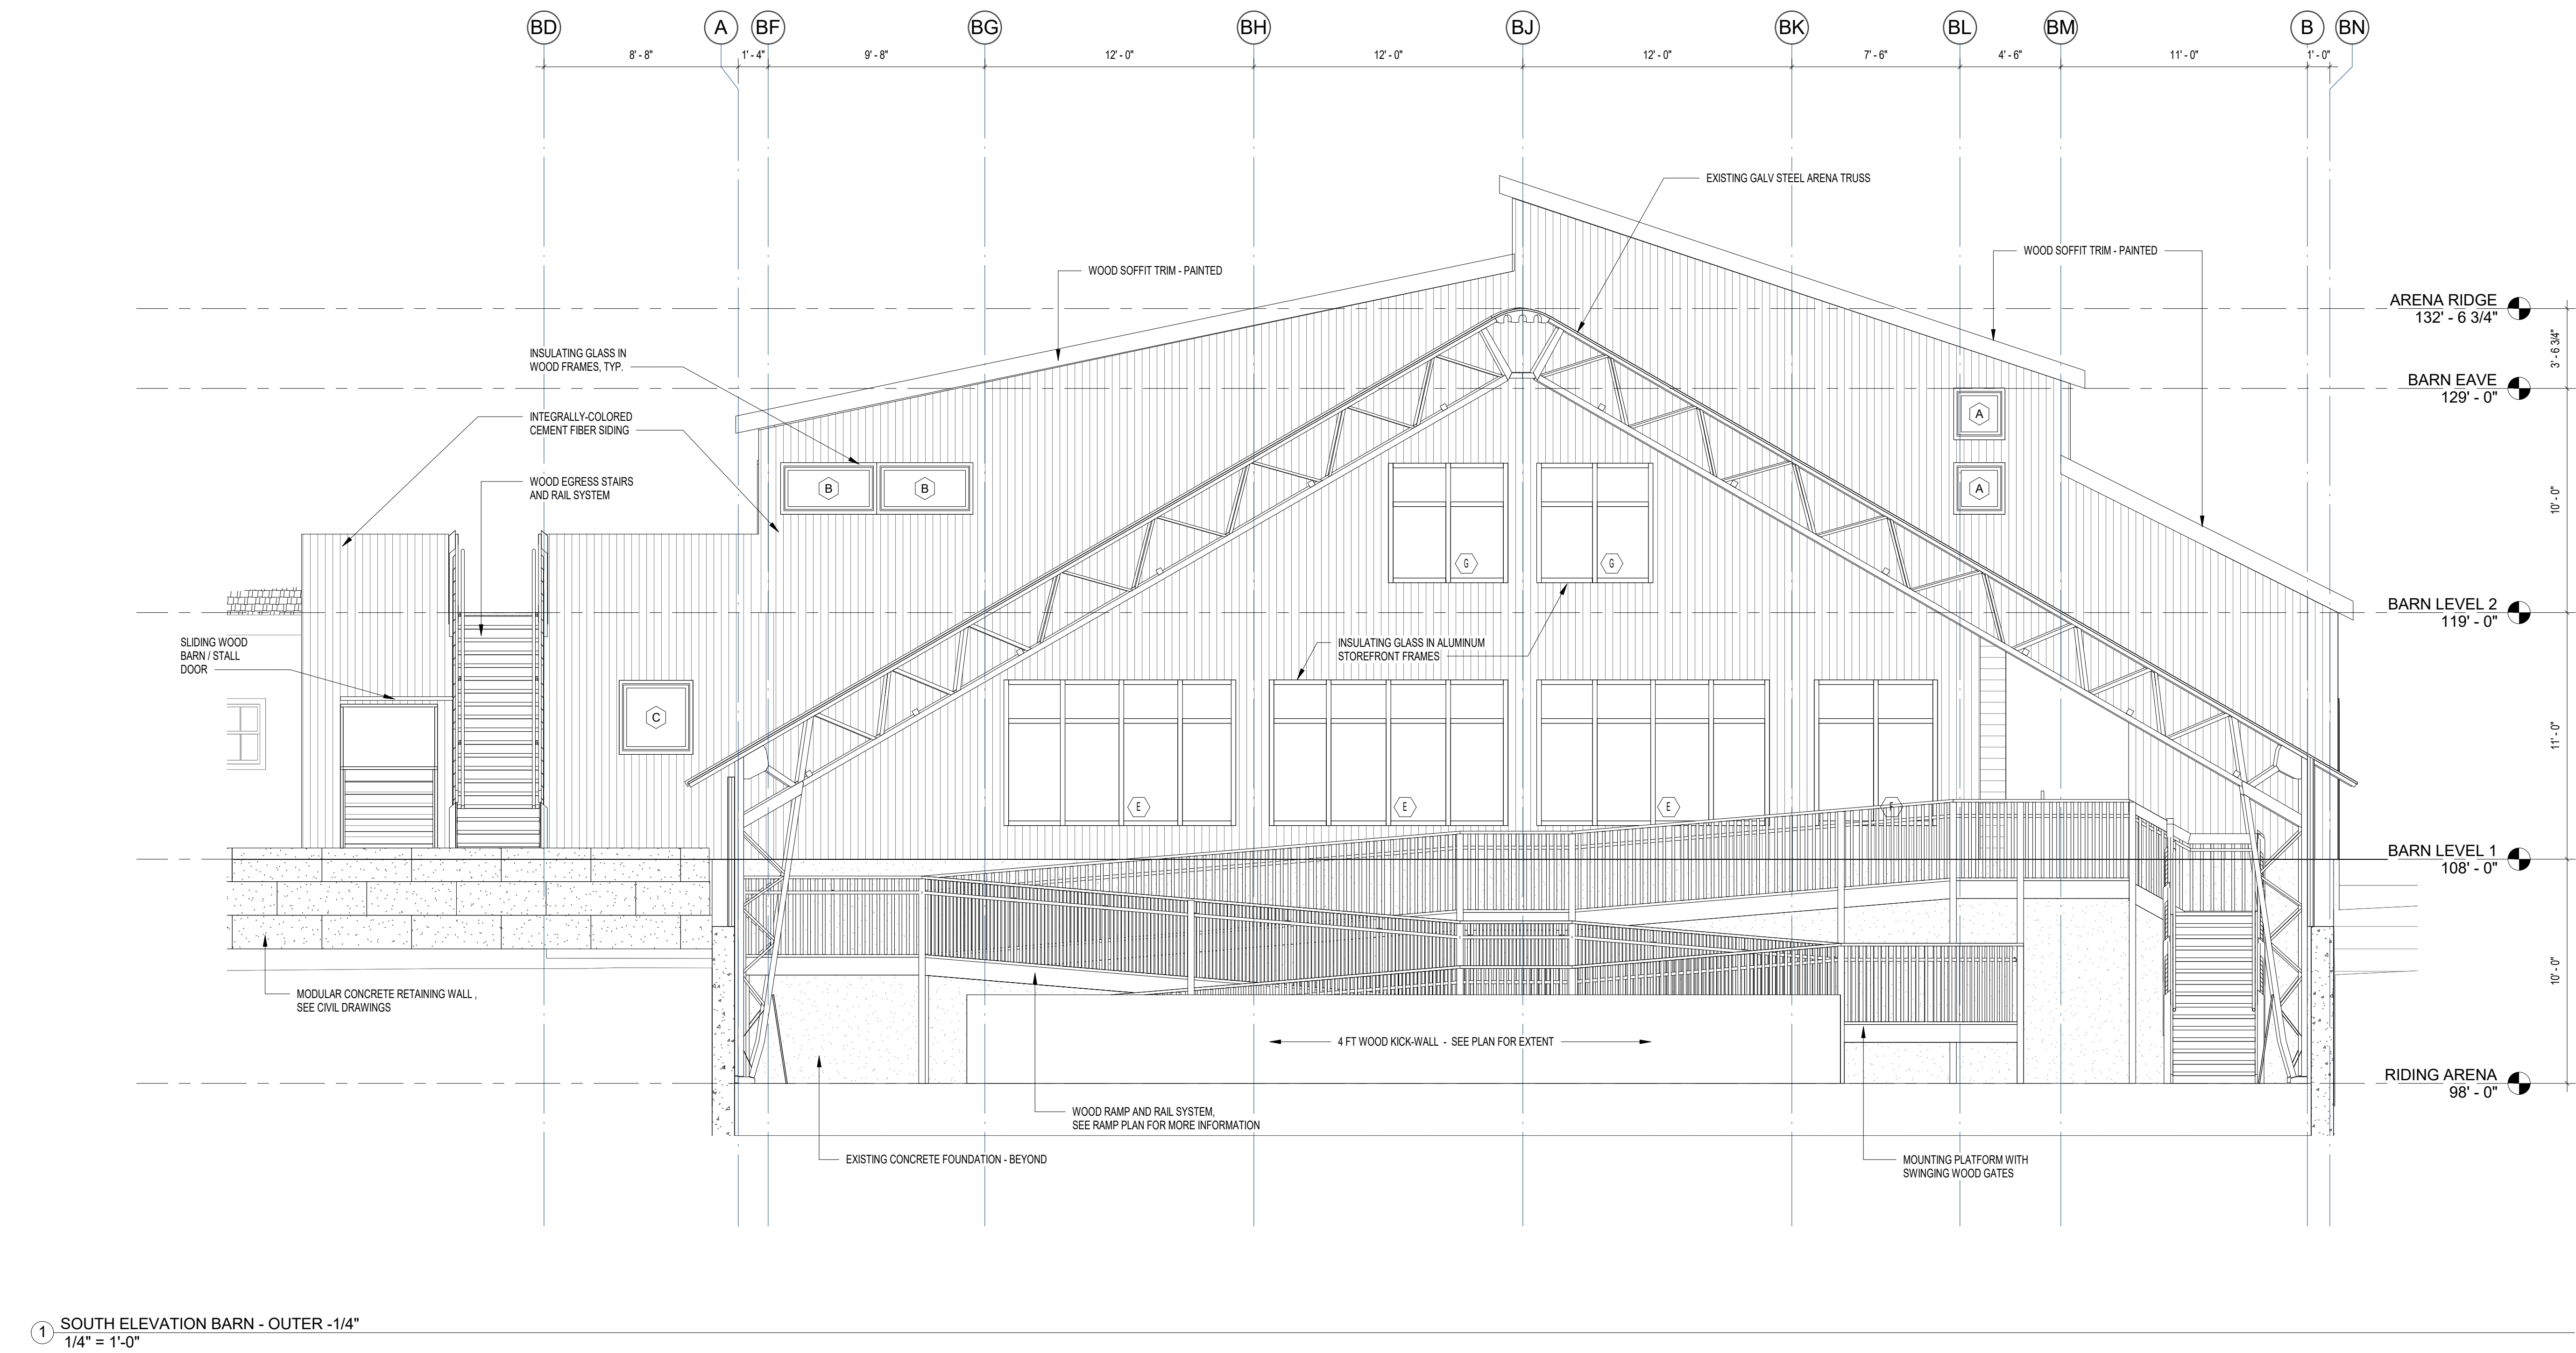 BD A BF BG BH BJ BK BL BM B BN
8' - 8" 1' - 4" 9' - 8" 12' - 0" 12' - 0" 12' - 0" 7' - 6" 4' - 6" 11' - 0" 1' - 0"
EXISTING GALV STEEL ARENA TRUSS
WOOD SOFFIT TRIM - PAINTED
WOOD SOFFIT TRIM - PAINTED
ARENA RIDGE
132' - 6 3/4"
3' - 6 3/4"
INSULATING GLASS IN
WOOD FRAMES, TYP.
BARN EAVE
129' - 0"
INTEGRALLY-COLORED
CEMENT FIBER SIDING
A
WOOD EGRESS STAIRS
AND RAIL SYSTEM
B B A
10' - 0"
G G
BARN LEVEL 2
119' - 0"
SLIDING WOOD
BARN / STALL
DOOR
INSULATING GLASS IN ALUMINUM
STOREFRONT FRAMES
C
11' - 0"
E E E F
BARN LEVEL 1
108' - 0"
10' - 0"
MODULAR CONCRETE RETAINING WALL ,
SEE CIVIL DRAWINGS
4 FT WOOD KICK-WALL - SEE PLAN FOR EXTENT
RIDING ARENA
98' - 0"
WOOD RAMP AND RAIL SYSTEM,
SEE RAMP PLAN FOR MORE INFORMATION
EXISTING CONCRETE FOUNDATION - BEYOND
MOUNTING PLATFORM WITH
SWINGING WOOD GATES
1 SOUTH ELEVATION BARN - OUTER -1/4"
1/4" = 1'-0"